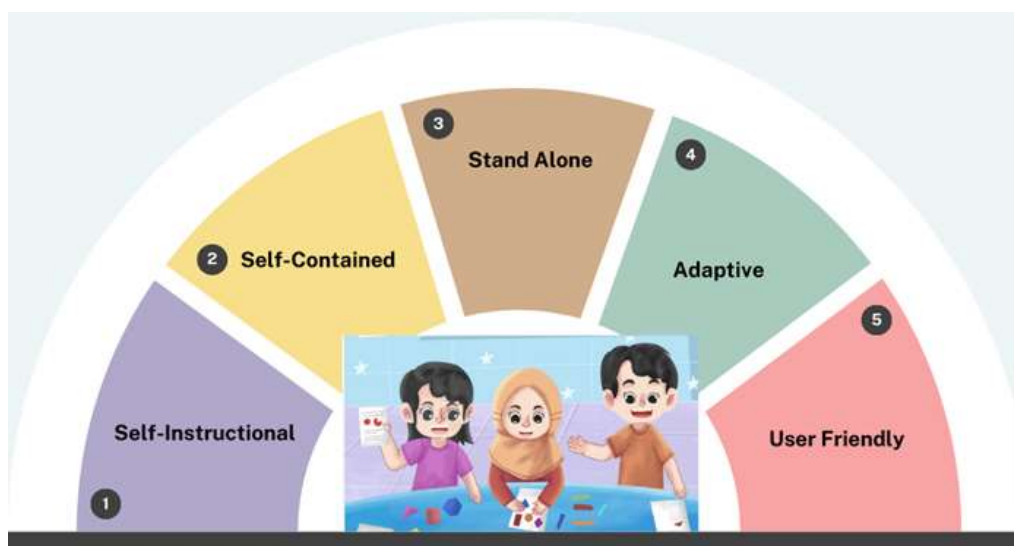 1
Self-Instructional
2
Self-Contained
3
Stand Alone
4
Adaptive
5
User Friendly